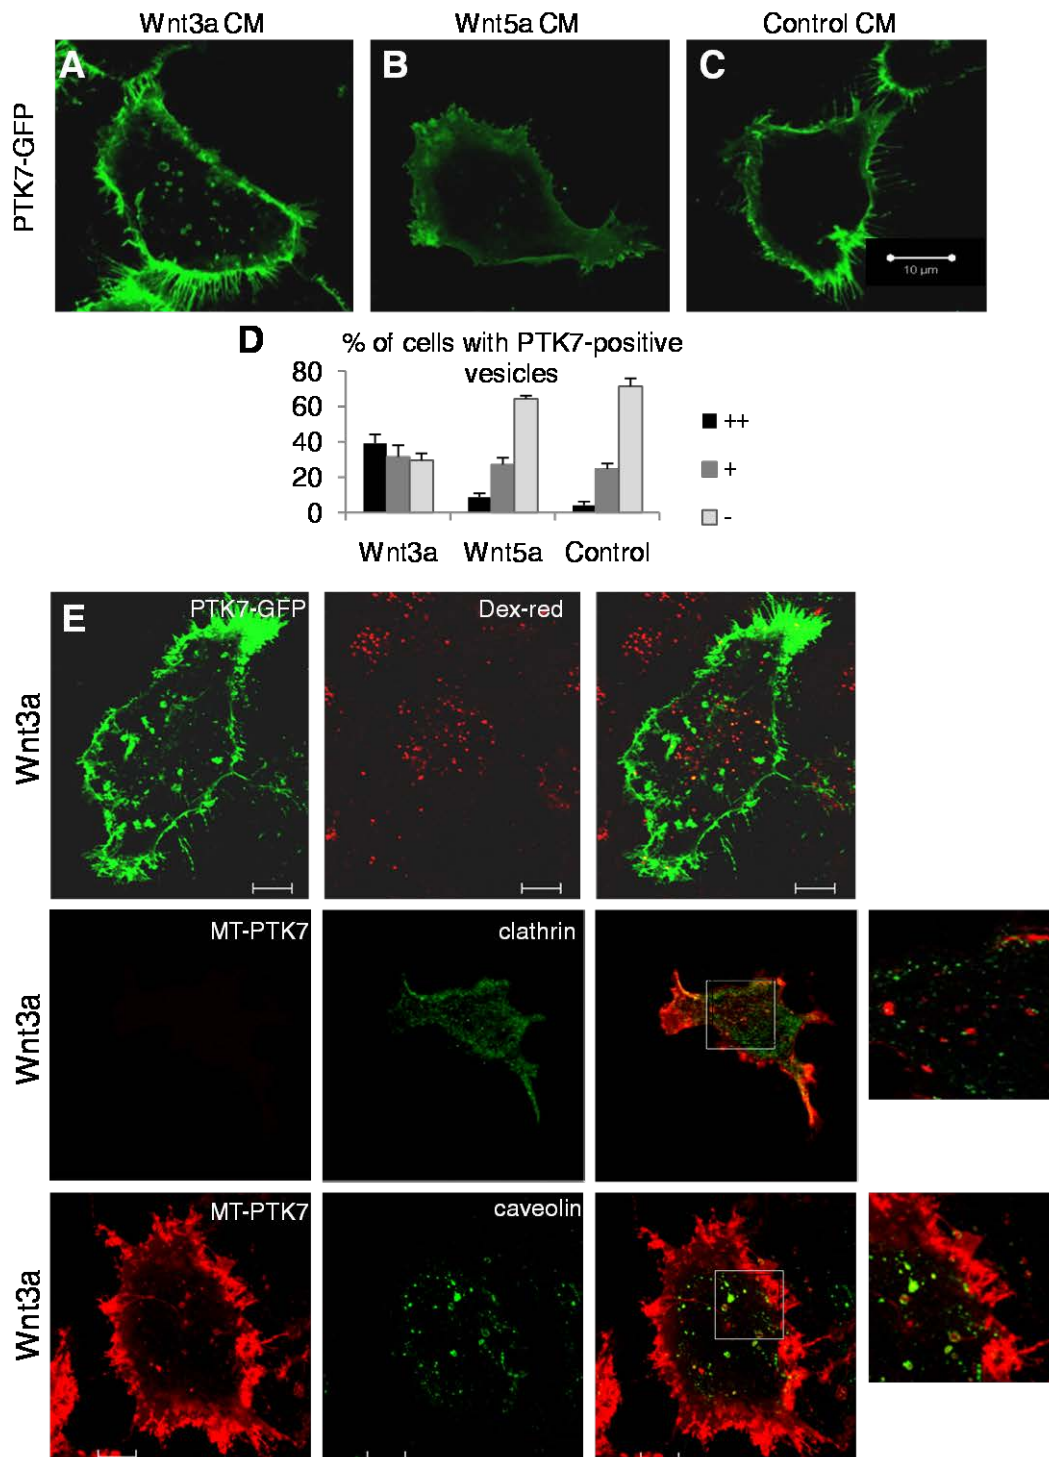 Wnt3a CM
Wnt5a CM
Control CM
A
B
C
PTK7-GFP
10 µm
D
% of cells with PTK7-positive
vesicles
80
60
40
20
0
Wnt3a
Wnt5a
Control
++
+
-
E
PTK7-GFP
Dex-red
Wnt3a
MT-PTK7
clathrin
Wnt3a
MT-PTK7
caveolin
Wnt3a